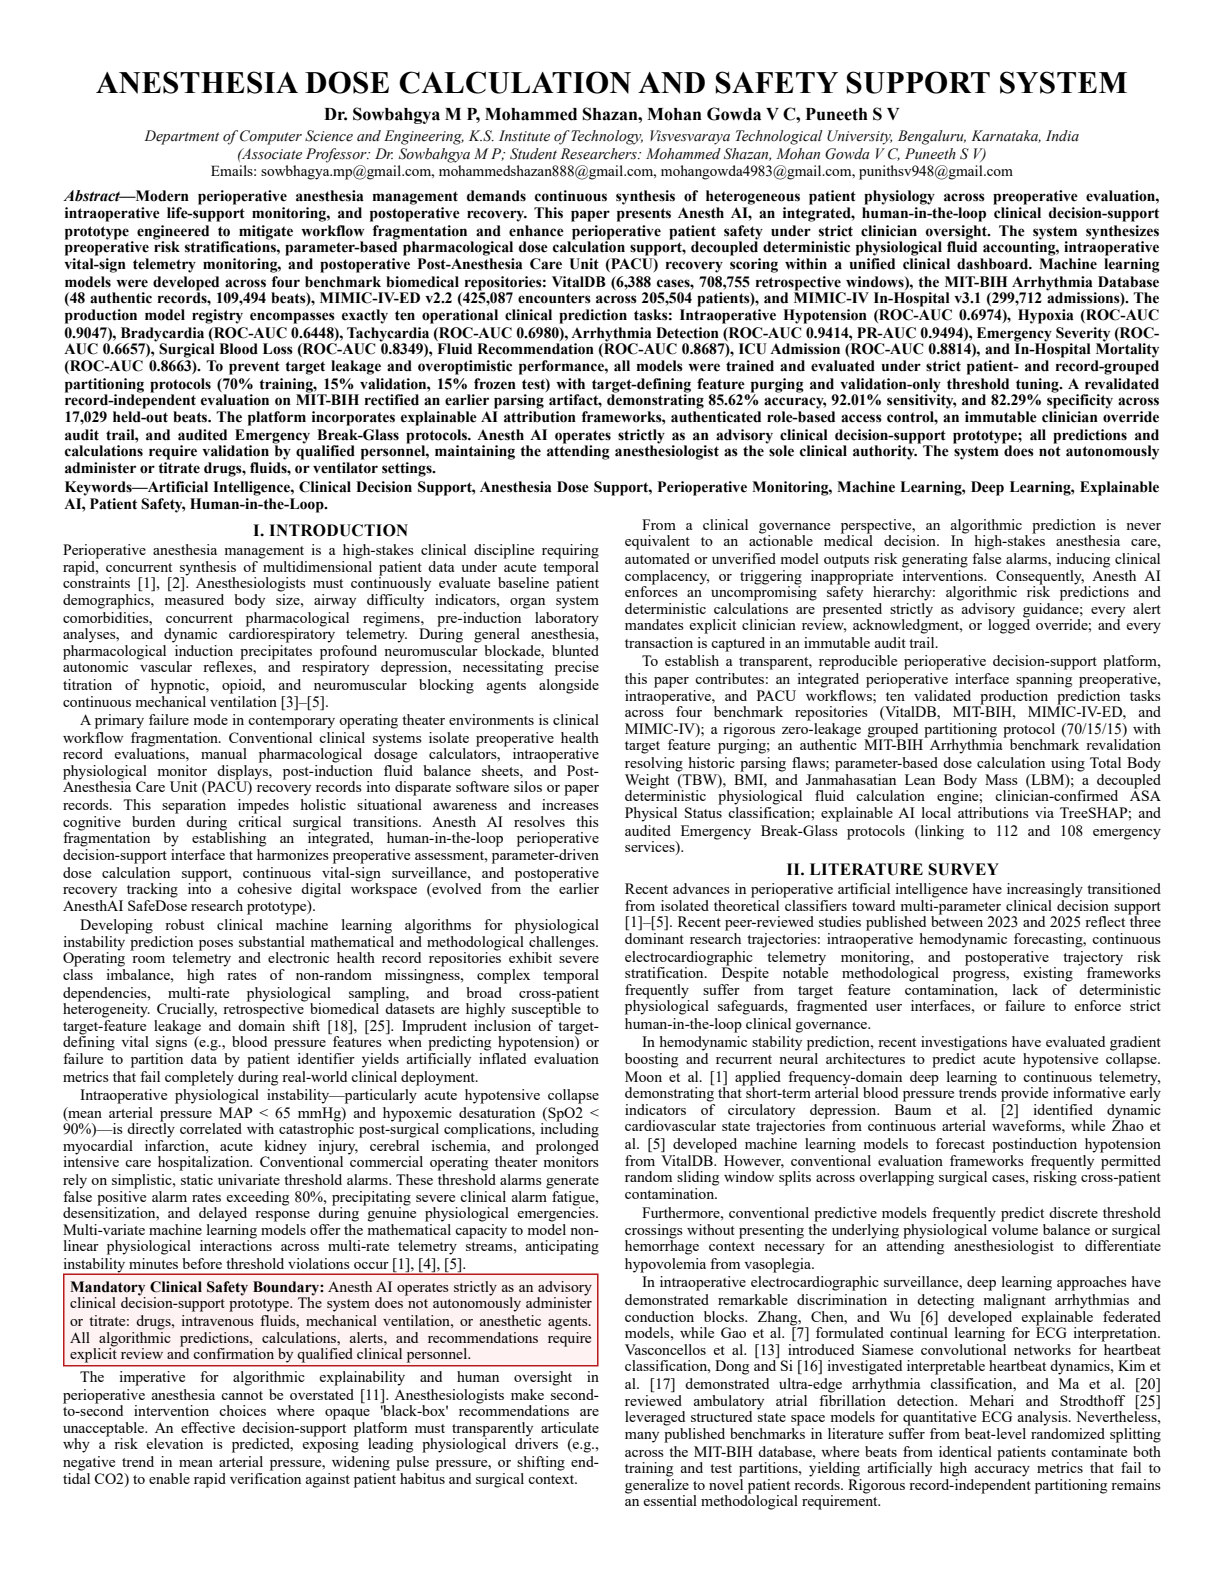 ANESTHESIA DOSE CALCULATION AND SAFETY SUPPORT SYSTEM
Dr. Sowbahgya M P, Mohammed Shazan, Mohan Gowda V C, Puneeth S V
Department of Computer Science and Engineering, K.S. Institute of Technology, Visvesvaraya Technological University, Bengaluru, Karnataka, India
(Associate Professor: Dr. Sowbahgya M P; Student Researchers: Mohammed Shazan, Mohan Gowda V C, Puneeth S V)
Emails: sowbhagya.mp@gmail.com, mohammedshazan888@gmail.com, mohangowda4983@gmail.com, punithsv948@gmail.com
Abstract—Modern perioperative anesthesia management demands continuous synthesis of heterogeneous patient physiology across preoperative evaluation,
intraoperative life-support monitoring, and postoperative recovery. This paper presents Anesth AI, an integrated, human-in-the-loop clinical decision-support
prototype engineered to mitigate workflow fragmentation and enhance perioperative patient safety under strict clinician oversight. The system synthesizes
preoperative risk stratifications, parameter-based pharmacological dose calculation support, decoupled deterministic physiological fluid accounting, intraoperative
vital-sign telemetry monitoring, and postoperative Post-Anesthesia Care Unit (PACU) recovery scoring within a unified clinical dashboard. Machine learning
models were developed across four benchmark biomedical repositories: VitalDB (6,388 cases, 708,755 retrospective windows), the MIT-BIH Arrhythmia Database
(48 authentic records, 109,494 beats), MIMIC-IV-ED v2.2 (425,087 encounters across 205,504 patients), and MIMIC-IV In-Hospital v3.1 (299,712 admissions). The
production model registry encompasses exactly ten operational clinical prediction tasks: Intraoperative Hypotension (ROC-AUC 0.6974), Hypoxia (ROC-AUC
0.9047), Bradycardia (ROC-AUC 0.6448), Tachycardia (ROC-AUC 0.6980), Arrhythmia Detection (ROC-AUC 0.9414, PR-AUC 0.9494), Emergency Severity (ROC-
AUC 0.6657), Surgical Blood Loss (ROC-AUC 0.8349), Fluid Recommendation (ROC-AUC 0.8687), ICU Admission (ROC-AUC 0.8814), and In-Hospital Mortality
(ROC-AUC 0.8663). To prevent target leakage and overoptimistic performance, all models were trained and evaluated under strict patient- and record-grouped
partitioning protocols (70% training, 15% validation, 15% frozen test) with target-defining feature purging and validation-only threshold tuning. A revalidated
record-independent evaluation on MIT-BIH rectified an earlier parsing artifact, demonstrating 85.62% accuracy, 92.01% sensitivity, and 82.29% specificity across
17,029 held-out beats. The platform incorporates explainable AI attribution frameworks, authenticated role-based access control, an immutable clinician override
audit trail, and audited Emergency Break-Glass protocols. Anesth AI operates strictly as an advisory clinical decision-support prototype; all predictions and
calculations require validation by qualified personnel, maintaining the attending anesthesiologist as the sole clinical authority. The system does not autonomously
administer or titrate drugs, fluids, or ventilator settings.
Keywords—Artificial Intelligence, Clinical Decision Support, Anesthesia Dose Support, Perioperative Monitoring, Machine Learning, Deep Learning, Explainable
AI, Patient Safety, Human-in-the-Loop.
I. INTRODUCTION
Perioperative anesthesia management is a high-stakes clinical discipline requiring
rapid, concurrent synthesis of multidimensional patient data under acute temporal
constraints [1], [2]. Anesthesiologists must continuously evaluate baseline patient
demographics, measured body size, airway difficulty indicators, organ system
comorbidities, concurrent pharmacological regimens, pre-induction laboratory
analyses, and dynamic cardiorespiratory telemetry. During general anesthesia,
pharmacological induction precipitates profound neuromuscular blockade, blunted
autonomic vascular reflexes, and respiratory depression, necessitating precise
titration of hypnotic, opioid, and neuromuscular blocking agents alongside
continuous mechanical ventilation [3]–[5].
A primary failure mode in contemporary operating theater environments is clinical
workflow fragmentation. Conventional clinical systems isolate preoperative health
record evaluations, manual pharmacological dosage calculators, intraoperative
physiological monitor displays, post-induction fluid balance sheets, and Post-
Anesthesia Care Unit (PACU) recovery records into disparate software silos or paper
records. This separation impedes holistic situational awareness and increases
cognitive burden during critical surgical transitions. Anesth AI resolves this
fragmentation by establishing an integrated, human-in-the-loop perioperative
decision-support interface that harmonizes preoperative assessment, parameter-driven
dose calculation support, continuous vital-sign surveillance, and postoperative
recovery tracking into a cohesive digital workspace (evolved from the earlier
AnesthAI SafeDose research prototype).
Developing robust clinical machine learning algorithms for physiological
instability prediction poses substantial mathematical and methodological challenges.
Operating room telemetry and electronic health record repositories exhibit severe
class imbalance, high rates of non-random missingness, complex temporal
dependencies, multi-rate physiological sampling, and broad cross-patient
heterogeneity. Crucially, retrospective biomedical datasets are highly susceptible to
target-feature leakage and domain shift [18], [25]. Imprudent inclusion of target-
defining vital signs (e.g., blood pressure features when predicting hypotension) or
failure to partition data by patient identifier yields artificially inflated evaluation
metrics that fail completely during real-world clinical deployment.
Intraoperative physiological instability—particularly acute hypotensive collapse
(mean arterial pressure MAP < 65 mmHg) and hypoxemic desaturation (SpO2 <
90%)—is directly correlated with catastrophic post-surgical complications, including
myocardial infarction, acute kidney injury, cerebral ischemia, and prolonged
intensive care hospitalization. Conventional commercial operating theater monitors
rely on simplistic, static univariate threshold alarms. These threshold alarms generate
false positive alarm rates exceeding 80%, precipitating severe clinical alarm fatigue,
desensitization, and delayed response during genuine physiological emergencies.
Multi-variate machine learning models offer the mathematical capacity to model non-
linear physiological interactions across multi-rate telemetry streams, anticipating
instability minutes before threshold violations occur [1], [4], [5].
Mandatory Clinical Safety Boundary: Anesth AI operates strictly as an advisory
clinical decision-support prototype. The system does not autonomously administer
or titrate: drugs, intravenous fluids, mechanical ventilation, or anesthetic agents.
All algorithmic predictions, calculations, alerts, and recommendations require
explicit review and confirmation by qualified clinical personnel.
The imperative for algorithmic explainability and human oversight in
perioperative anesthesia cannot be overstated [11]. Anesthesiologists make second-
to-second intervention choices where opaque 'black-box' recommendations are
unacceptable. An effective decision-support platform must transparently articulate
why a risk elevation is predicted, exposing leading physiological drivers (e.g.,
negative trend in mean arterial pressure, widening pulse pressure, or shifting end-
tidal CO2) to enable rapid verification against patient habitus and surgical context.
From a clinical governance perspective, an algorithmic prediction is never
equivalent to an actionable medical decision. In high-stakes anesthesia care,
automated or unverified model outputs risk generating false alarms, inducing clinical
complacency, or triggering inappropriate interventions. Consequently, Anesth AI
enforces an uncompromising safety hierarchy: algorithmic risk predictions and
deterministic calculations are presented strictly as advisory guidance; every alert
mandates explicit clinician review, acknowledgment, or logged override; and every
transaction is captured in an immutable audit trail.
To establish a transparent, reproducible perioperative decision-support platform,
this paper contributes: an integrated perioperative interface spanning preoperative,
intraoperative, and PACU workflows; ten validated production prediction tasks
across four benchmark repositories (VitalDB, MIT-BIH, MIMIC-IV-ED, and
MIMIC-IV); a rigorous zero-leakage grouped partitioning protocol (70/15/15) with
target feature purging; an authentic MIT-BIH Arrhythmia benchmark revalidation
resolving historic parsing flaws; parameter-based dose calculation using Total Body
Weight (TBW), BMI, and Janmahasatian Lean Body Mass (LBM); a decoupled
deterministic physiological fluid calculation engine; clinician-confirmed ASA
Physical Status classification; explainable AI local attributions via TreeSHAP; and
audited Emergency Break-Glass protocols (linking to 112 and 108 emergency
services).
II. LITERATURE SURVEY
Recent advances in perioperative artificial intelligence have increasingly transitioned
from isolated theoretical classifiers toward multi-parameter clinical decision support
[1]–[5]. Recent peer-reviewed studies published between 2023 and 2025 reflect three
dominant research trajectories: intraoperative hemodynamic forecasting, continuous
electrocardiographic telemetry monitoring, and postoperative trajectory risk
stratification. Despite notable methodological progress, existing frameworks
frequently suffer from target feature contamination, lack of deterministic
physiological safeguards, fragmented user interfaces, or failure to enforce strict
human-in-the-loop clinical governance.
In hemodynamic stability prediction, recent investigations have evaluated gradient
boosting and recurrent neural architectures to predict acute hypotensive collapse.
Moon et al. [1] applied frequency-domain deep learning to continuous telemetry,
demonstrating that short-term arterial blood pressure trends provide informative early
indicators of circulatory depression. Baum et al. [2] identified dynamic
cardiovascular state trajectories from continuous arterial waveforms, while Zhao et
al. [5] developed machine learning models to forecast postinduction hypotension
from VitalDB. However, conventional evaluation frameworks frequently permitted
random sliding window splits across overlapping surgical cases, risking cross-patient
contamination.
Furthermore, conventional predictive models frequently predict discrete threshold
crossings without presenting the underlying physiological volume balance or surgical
hemorrhage context necessary for an attending anesthesiologist to differentiate
hypovolemia from vasoplegia.
In intraoperative electrocardiographic surveillance, deep learning approaches have
demonstrated remarkable discrimination in detecting malignant arrhythmias and
conduction blocks. Zhang, Chen, and Wu [6] developed explainable federated
models, while Gao et al. [7] formulated continual learning for ECG interpretation.
Vasconcellos et al. [13] introduced Siamese convolutional networks for heartbeat
classification, Dong and Si [16] investigated interpretable heartbeat dynamics, Kim et
al. [17] demonstrated ultra-edge arrhythmia classification, and Ma et al. [20]
reviewed ambulatory atrial fibrillation detection. Mehari and Strodthoff [25]
leveraged structured state space models for quantitative ECG analysis. Nevertheless,
many published benchmarks in literature suffer from beat-level randomized splitting
across the MIT-BIH database, where beats from identical patients contaminate both
training and test partitions, yielding artificially high accuracy metrics that fail to
generalize to novel patient records. Rigorous record-independent partitioning remains
an essential methodological requirement.